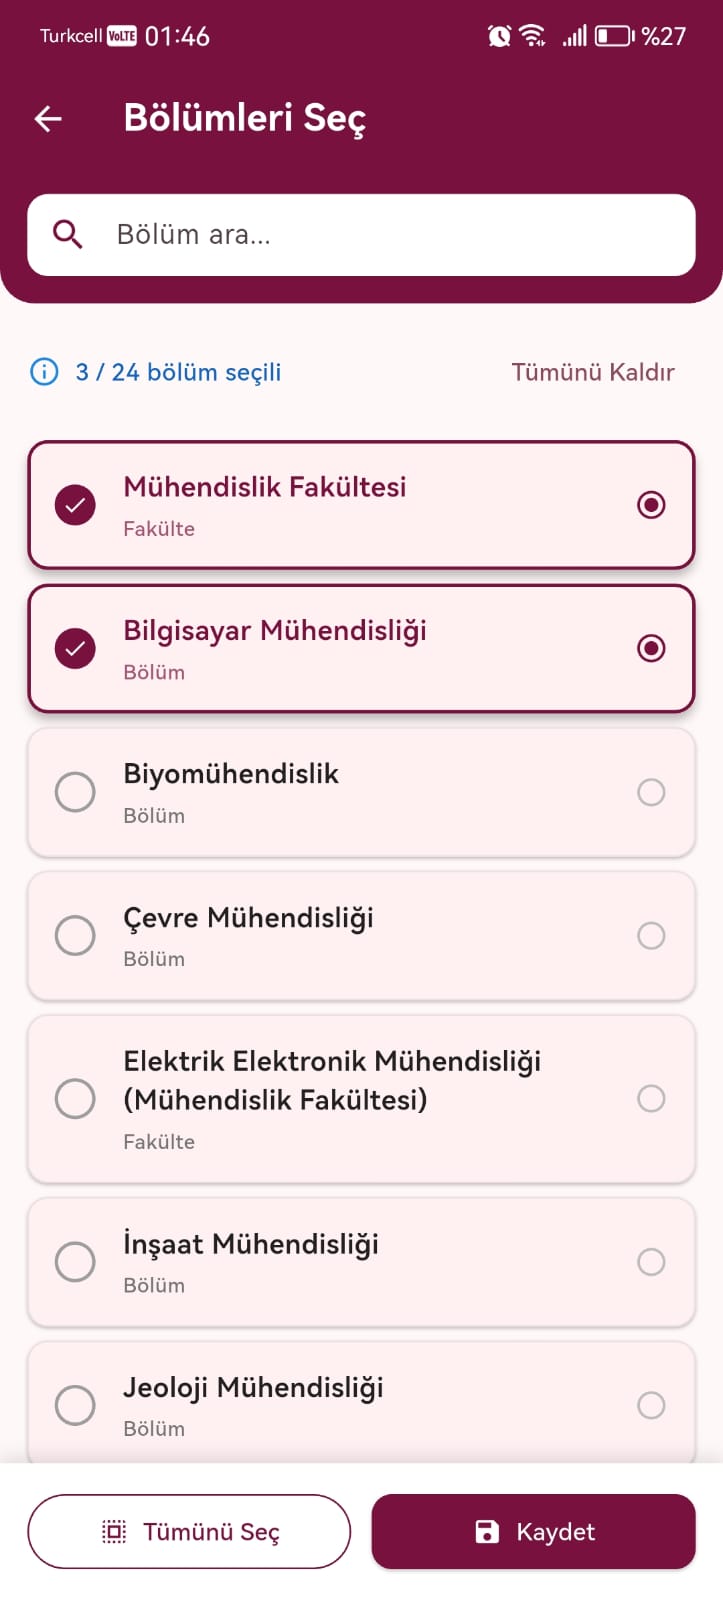 Turkcell VoLTE 01:46 %27
Bölümleri Seç
Bölüm ara...
3 / 24 bölüm seçili Tümünü Kaldır
Mühendislik Fakültesi
Fakülte
Bilgisayar Mühendisliği
Bölüm
Biyomühendislik
Bölüm
Çevre Mühendisliği
Bölüm
Elektrik Elektronik Mühendisliği
(Mühendislik Fakültesi)
Fakülte
İnşaat Mühendisliği
Bölüm
Jeoloji Mühendisliği
Bölüm
Tümünü Seç Kaydet